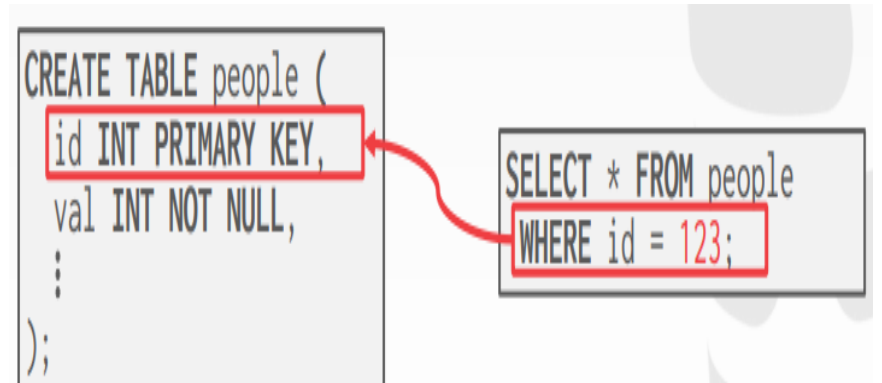 CREATE TABLE people (
id INT PRIMARY KEY,
val INT NOT NULL,
⋮
);
SELECT * FROM people
WHERE id = 123;